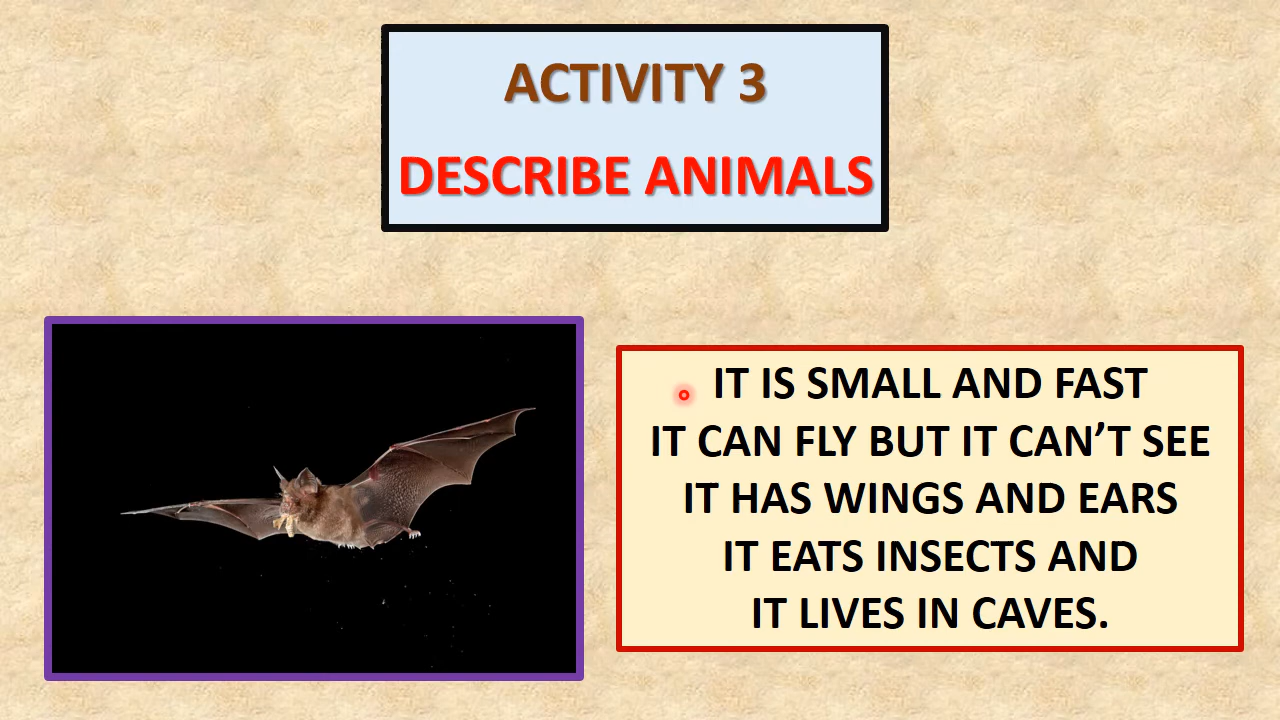 ACTIVITY 3
DESCRIBE ANIMALS
IT IS SMALL AND FAST
IT CAN FLY BUT IT CAN’T SEE
IT HAS WINGS AND EARS
IT EATS INSECTS AND
IT LIVES IN CAVES.